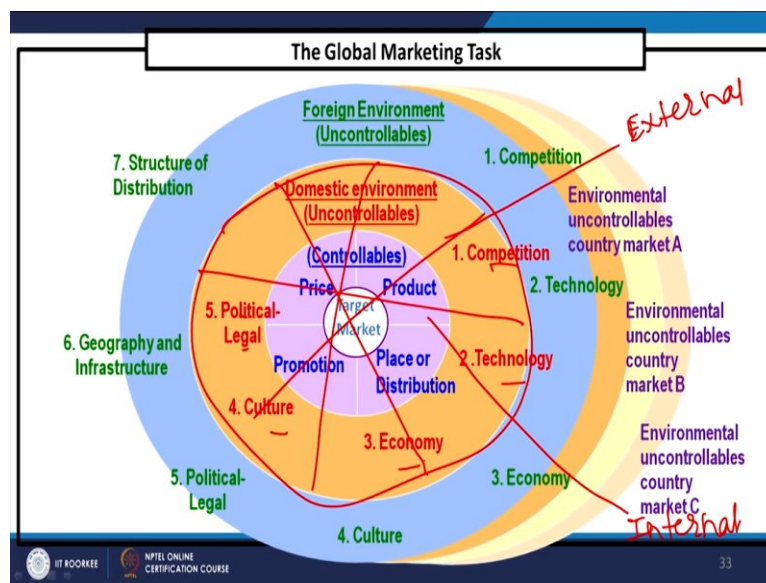 The Global Marketing Task
Foreign Environment
(Uncontrollables)
7. Structure of
Distribution
1. Competition
External
Domestic environment
(Uncontrollables)
Environmental
uncontrollables
country market A
(Controllables)
1. Competition
Price
Product
2. Technology
5. Political-
Legal
Target
Market
6. Geography and
Infrastructure
Environmental
uncontrollables
country
market B
Promotion
Place or
Distribution
2.Technology
4. Culture
3. Economy
Environmental
uncontrollables
country
market C
5. Political-
Legal
3. Economy
Internal
4. Culture
IIT ROORKEE
NPTEL ONLINE
CERTIFICATION COURSE
33